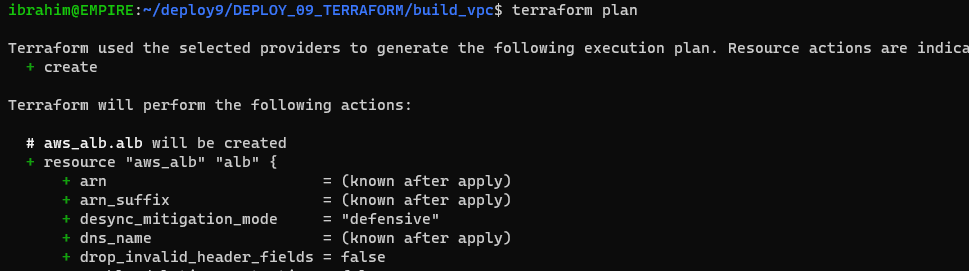 ibrahim@EMPIRE:~/deploy9/DEPLOY_09_TERRAFORM/build_vpc$ terraform plan
Terraform used the selected providers to generate the following execution plan. Resource actions are
+ create
Terraform will perform the following actions:
# aws_alb.alb will be created
+ resource "aws_alb" "alb" {
+ arn = (known after apply)
+ arn_suffix = (known after apply)
+ desync_mitigation_mode = "defensive"
+ dns_name = (known after apply)
+ drop_invalid_header_fields = false